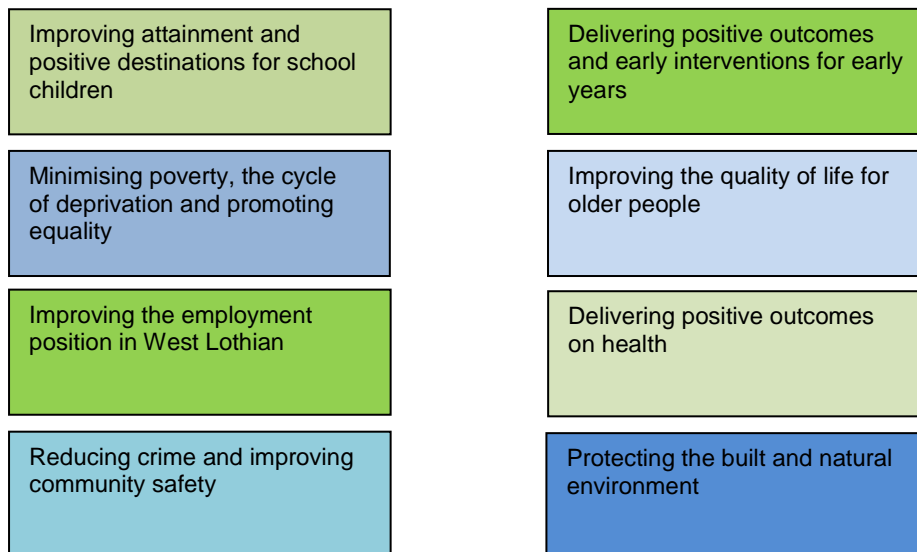 Improving attainment and
positive destinations for school
children
Delivering positive outcomes
and early interventions for early
years
Minimising poverty, the cycle
of deprivation and promoting
equality
Improving the quality of life for
older people
Improving the employment
position in West Lothian
Delivering positive outcomes
on health
Reducing crime and improving
community safety
Protecting the built and natural
environment